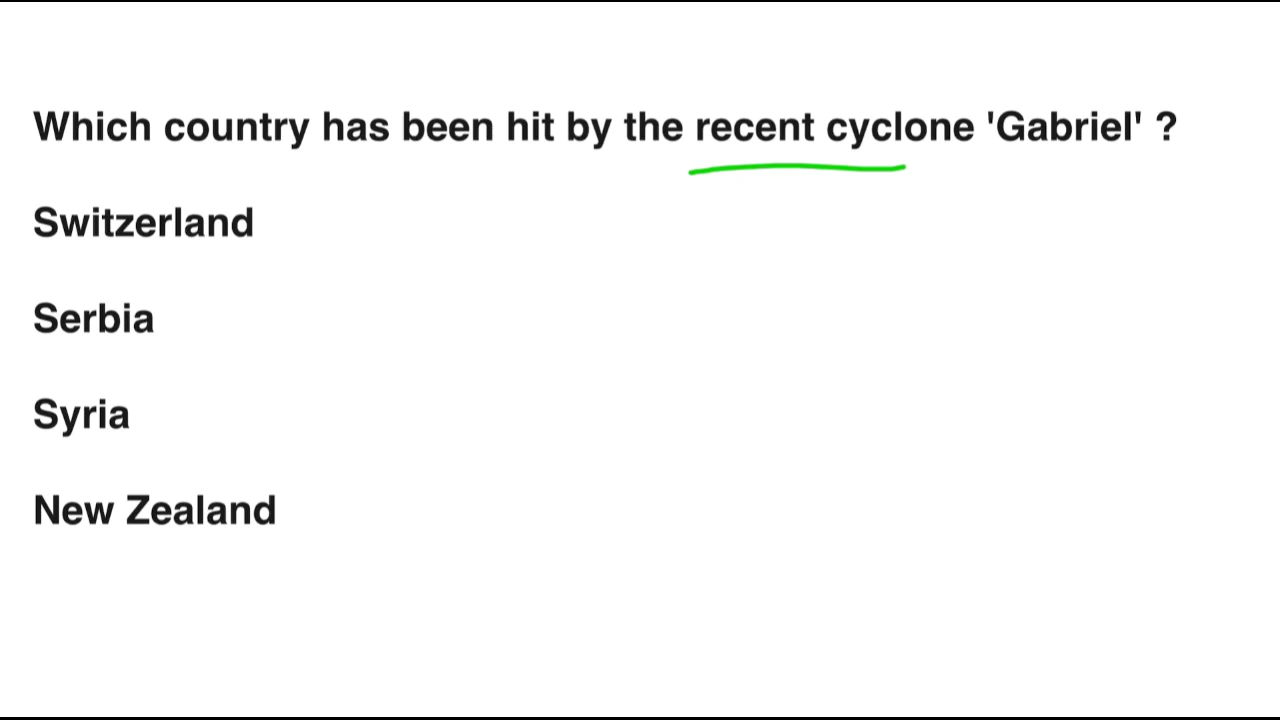 Which country has been hit by the recent cyclone 'Gabriel' ?
Switzerland
Serbia
Syria
New Zealand